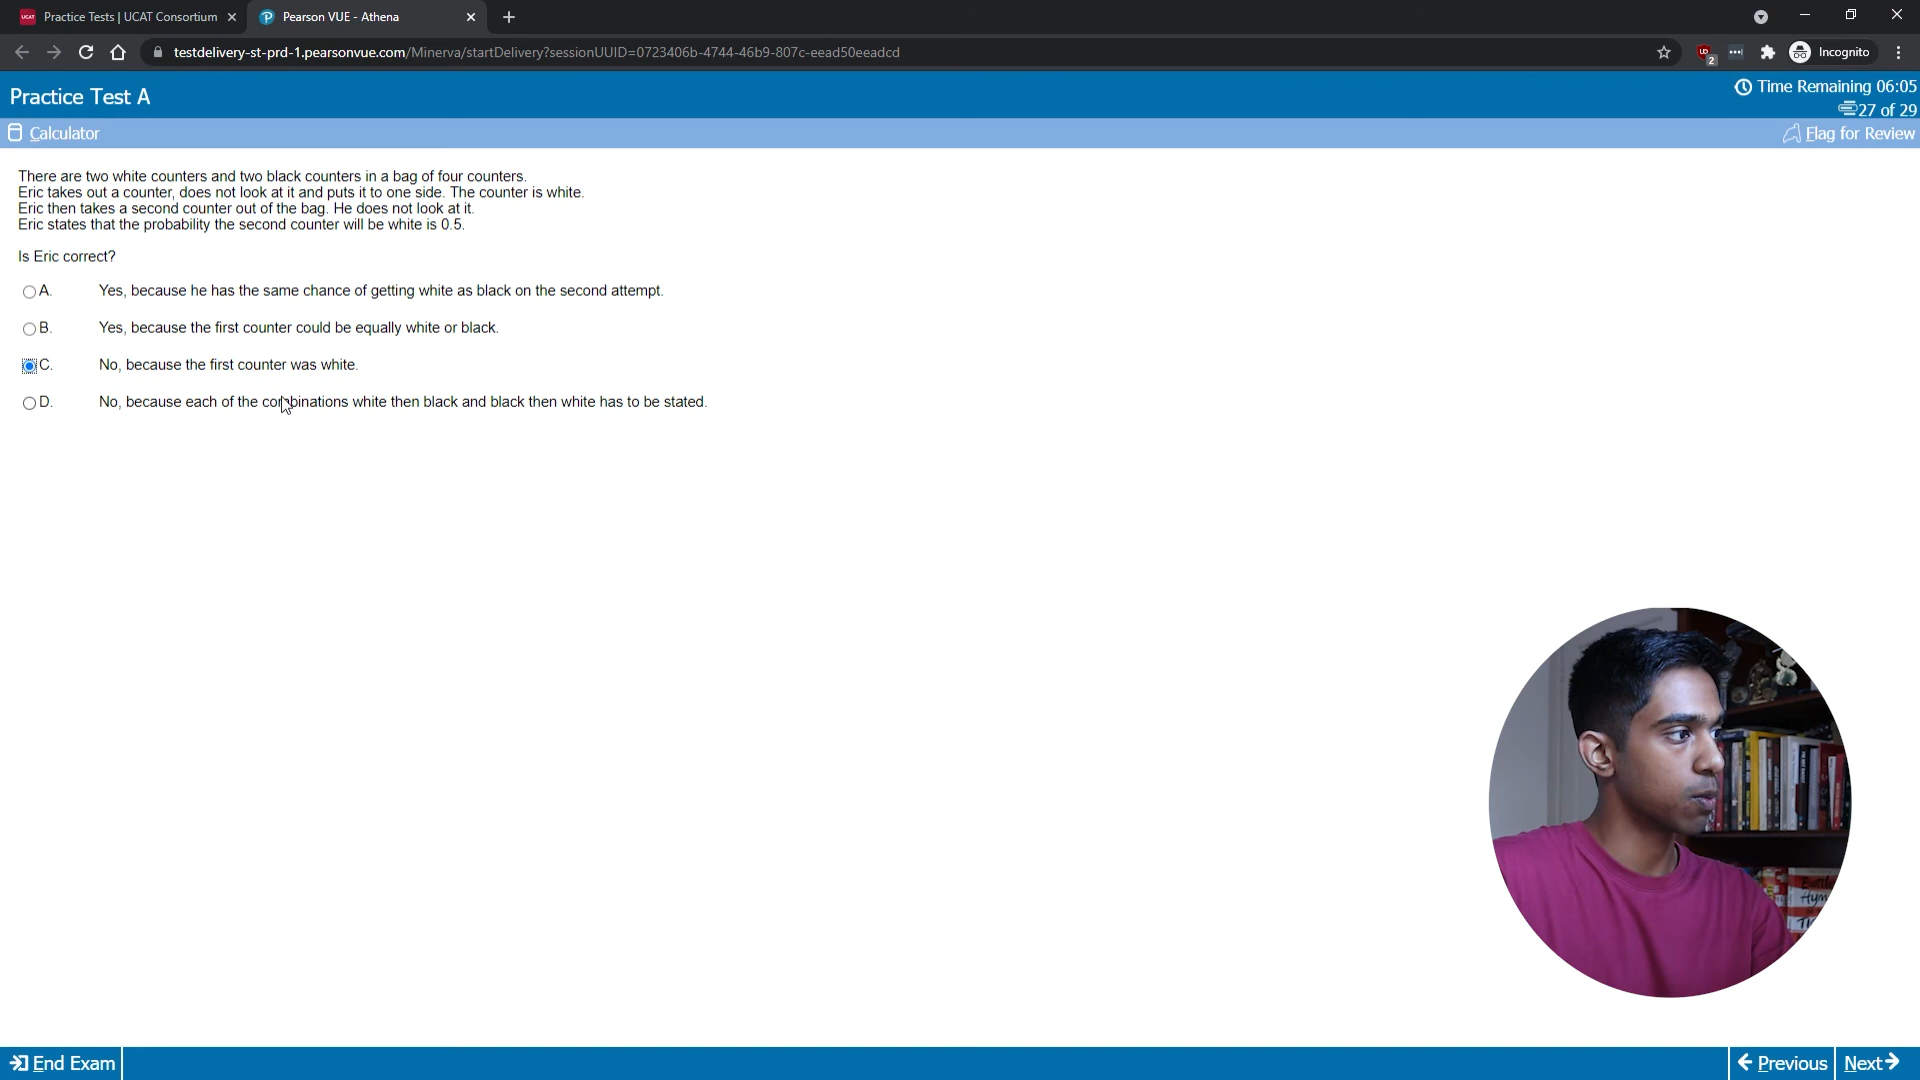 Practice Tests | UCAT Consortium
Pearson VUE - Athena
testdelivery-st-prd-1.pearsonvue.com/Minerva/startDelivery?sessionUUID=0723406b-4744-46b9-807c-eead50eeadcd
2
Incognito
Practice Test A
Time Remaining 06:05
27 of 29
Calculator
Flag for Review
There are two white counters and two black counters in a bag of four counters.
Eric takes out a counter, does not look at it and puts it to one side. The counter is white.
Eric then takes a second counter out of the bag. He does not look at it.
Eric states that the probability the second counter will be white is 0.5.
Is Eric correct?
A. Yes, because he has the same chance of getting white as black on the second attempt.
B. Yes, because the first counter could be equally white or black.
C. No, because the first counter was white.
D. No, because each of the combinations white then black and black then white has to be stated.
End Exam
Previous
Next